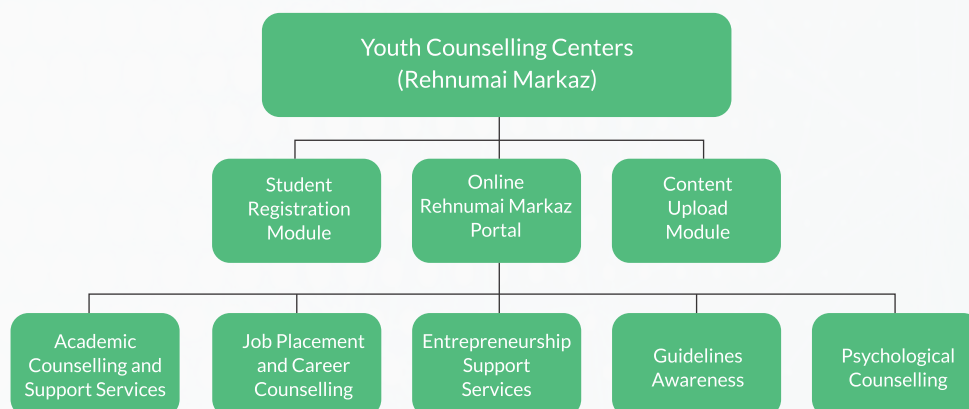 Youth Counselling Centers
(Rehnumai Markaz)
Student
Registration
Module
Online
Rehnumai Markaz
Portal
Content
Upload
Module
Academic
Counselling and
Support Services
Job Placement
and Career
Counselling
Entrepreneurship
Support
Services
Guidelines
Awareness
Psychological
Counselling